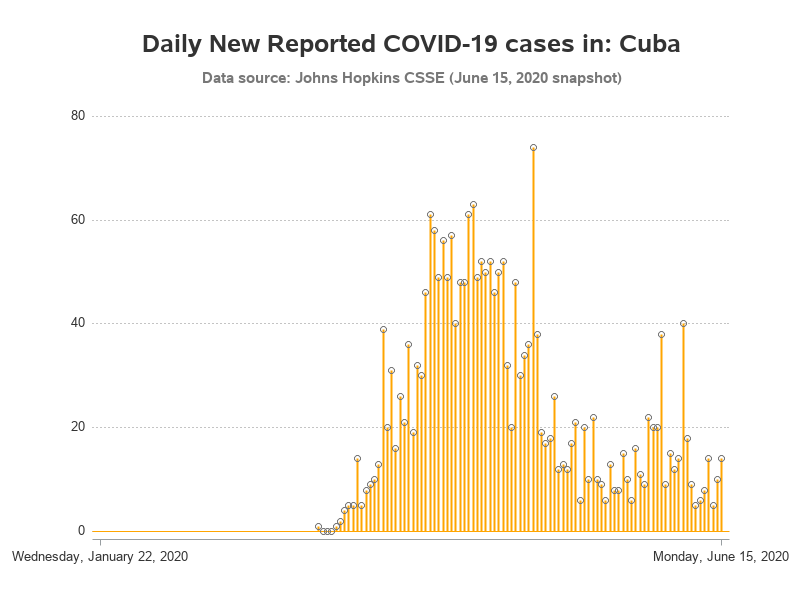 Daily New Reported COVID-19 cases in: Cuba
Data source: Johns Hopkins CSSE (June 15, 2020 snapshot)
80
60
40
20
0
Wednesday, January 22, 2020
Monday, June 15, 2020